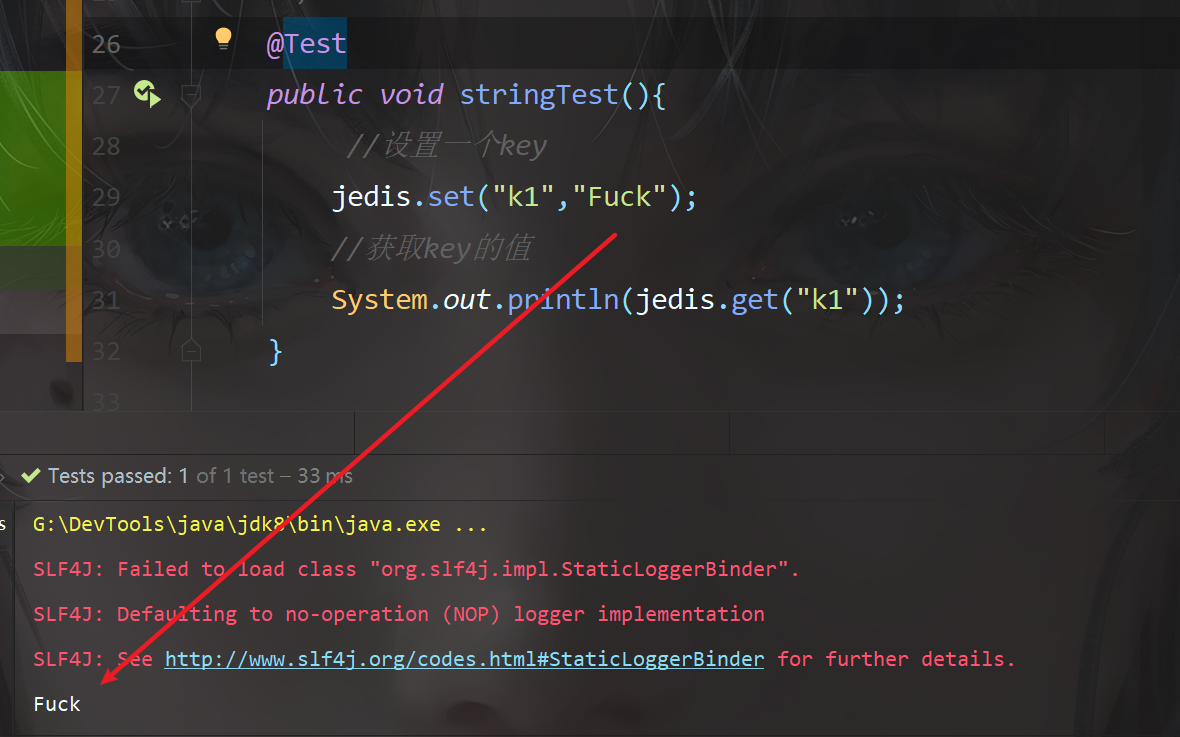 26 @Test
27 public void stringTest(){
28 //设置一个key
29 jedis.set("k1","Fuck");
30 //获取key的值
31 System.out.println(jedis.get("k1"));
32 }
33
Tests passed: 1 of 1 test – 33 ms
G:\DevTools\java\jdk8\bin\java.exe ...
SLF4J: Failed to load class "org.slf4j.impl.StaticLoggerBinder".
SLF4J: Defaulting to no-operation (NOP) logger implementation
SLF4J: See http://www.slf4j.org/codes.html#StaticLoggerBinder for further details.
Fuck